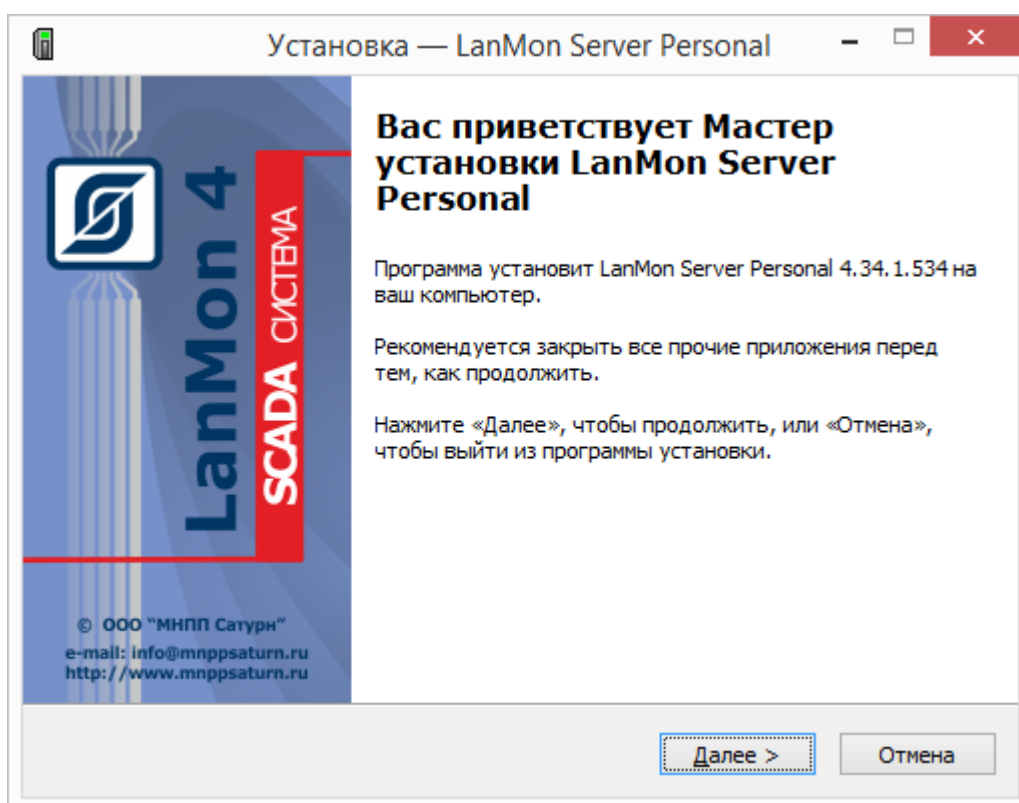 Установка — LanMon Server Personal
LanMon 4
SCADA СИСТЕМА
© ООО "МНПП Сатурн"
e-mail: info@mnppsaturn.ru
http://www.mnppsaturn.ru
Вас приветствует Мастер
установки LanMon Server
Personal
Программа установит LanMon Server Personal 4.34.1.534 на
ваш компьютер.
Рекомендуется закрыть все прочие приложения перед
тем, как продолжить.
Нажмите «Далее», чтобы продолжить, или «Отмена»,
чтобы выйти из программы установки.
Далее >
Отмена